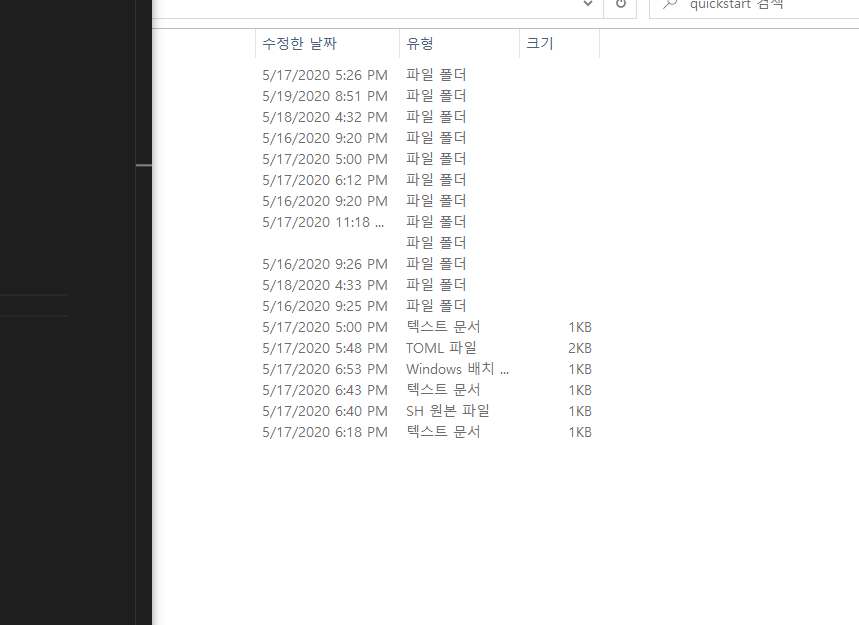 quickstart 검색
수정한 날짜 유형 크기
5/17/2020 5:26 PM 파일 폴더
5/19/2020 8:51 PM 파일 폴더
5/18/2020 4:32 PM 파일 폴더
5/16/2020 9:20 PM 파일 폴더
5/17/2020 5:00 PM 파일 폴더
5/17/2020 6:12 PM 파일 폴더
5/16/2020 9:20 PM 파일 폴더
5/17/2020 11:18 ... 파일 폴더
파일 폴더
5/16/2020 9:26 PM 파일 폴더
5/18/2020 4:33 PM 파일 폴더
5/16/2020 9:25 PM 파일 폴더
5/17/2020 5:00 PM 텍스트 문서 1KB
5/17/2020 5:48 PM TOML 파일 2KB
5/17/2020 6:53 PM Windows 배치 ... 1KB
5/17/2020 6:43 PM 텍스트 문서 1KB
5/17/2020 6:40 PM SH 원본 파일 1KB
5/17/2020 6:18 PM 텍스트 문서 1KB